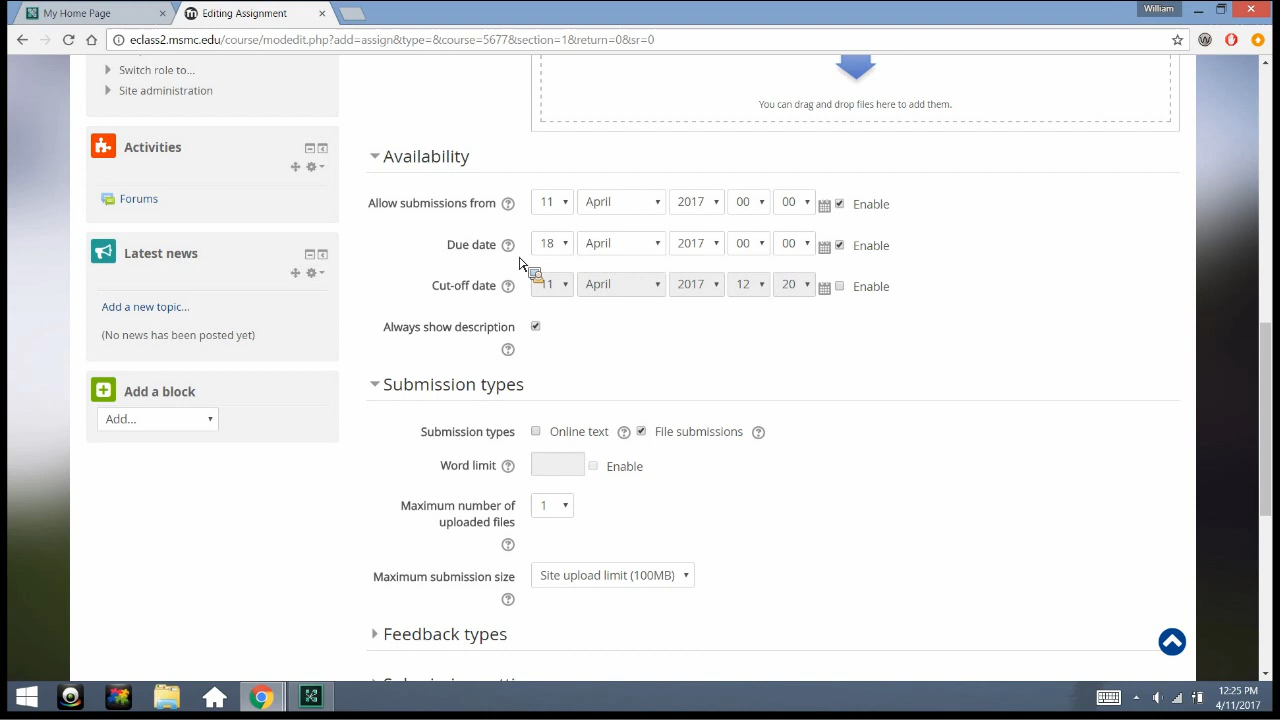 My Home Page
Editing Assignment
William
eclass2.msmc.edu/course/modedit.php?add=assign&type=&course=5677&section=1&return=0&sr=0
Switch role to...
Site administration
Activities
Forums
Latest news
Add a new topic...
(No news has been posted yet)
Add a block
Add...
You can drag and drop files here to add them.
Availability
Allow submissions from 11 April 2017 00 00 Enable
Due date 18 April 2017 00 00 Enable
Cut-off date 11 April 2017 12 20 Enable
Always show description
Submission types
Submission types Online text File submissions
Word limit Enable
Maximum number of 1
uploaded files
Maximum submission size Site upload limit (100MB)
Feedback types
12:25 PM
4/11/2017